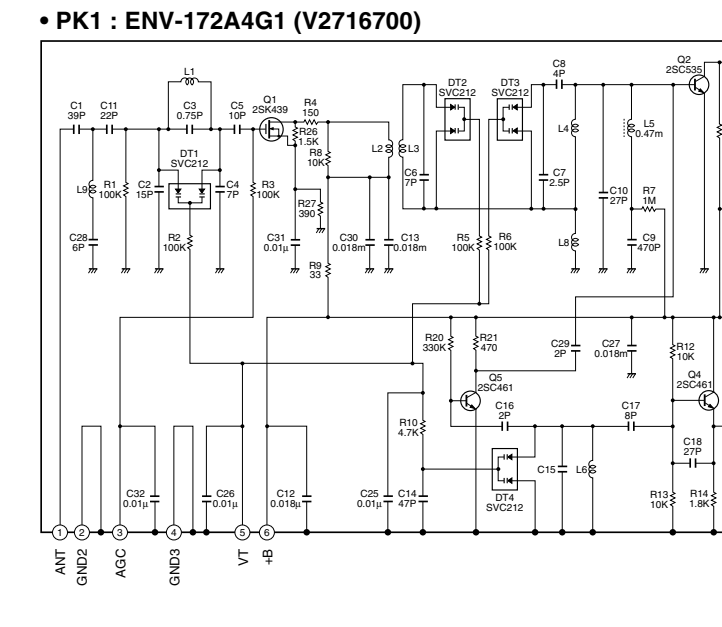 • PK1 : ENV-172A4G1 (V2716700)
L1
C1
39P
C11
22P
C3
0.75P
C5
10P
Q1
2SK439
R4
150
R26
1.5K
R8
10K
DT1
SVC212
L9
R1
100K
C2
15P
C4
7P
R3
100K
R27
390
L2
L3
C6
7P
DT2
SVC212
DT3
SVC212
C8
4P
Q2
2SC535
L4
L5
0.47m
C7
2.5P
C10
27P
R7
1M
C28
6P
R2
100K
C31
0.01µ
C30
0.018m
C13
0.018m
R9
33
R5
100K
R6
100K
L8
C9
470P
R20
330K
R21
470
C29
2P
C27
0.018m
R12
10K
Q5
2SC461
Q4
2SC461
C16
2P
C17
8P
R10
4.7K
C18
27P
C32
0.01µ
C26
0.01µ
C12
0.018µ
C25
0.01µ
C14
47P
DT4
SVC212
C15
L6
R13
10K
R14
1.8K
1
2
3
4
5
6
ANT
GND2
AGC
GND3
VT
+B